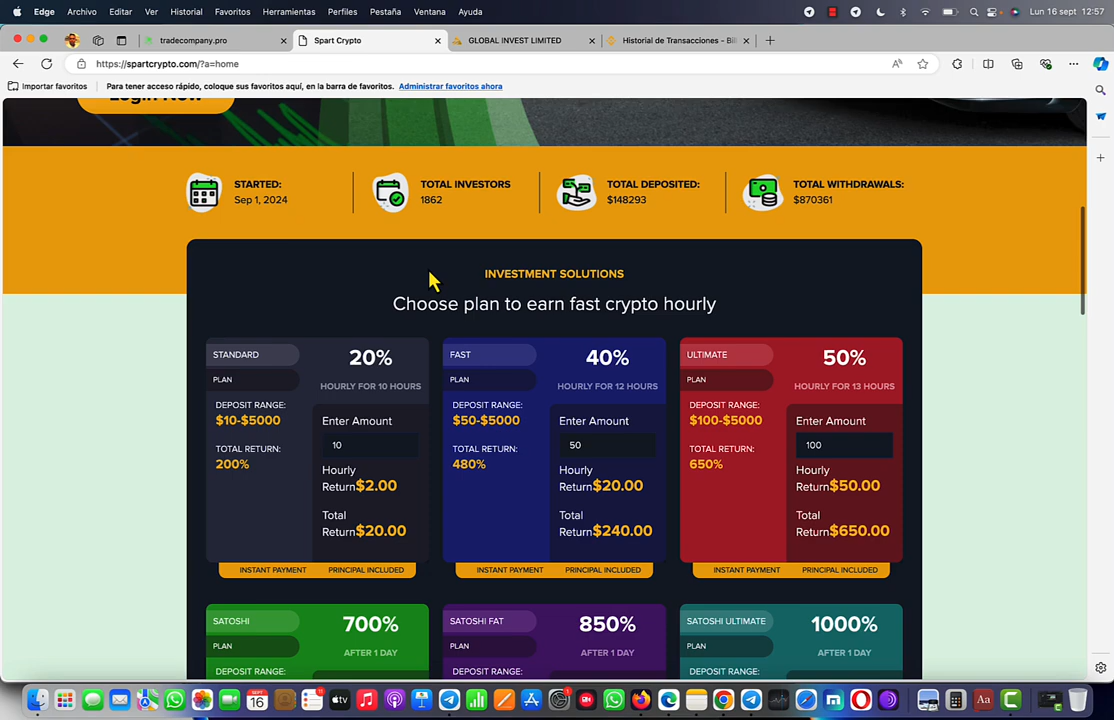 Edge Archivo Editar Ver Historial Favoritos Herramientas Perfiles Pestaña Ventana Ayuda Lun 16 sept 12:57
tradecompany.pro Spart Crypto GLOBAL INVEST LIMITED Historial de Transacciones - Bil
https://spartcrypto.com/?a=home
Importar favoritos Para tener acceso rápido, coloque sus favoritos aquí, en la barra de favoritos. Administrar favoritos ahora
Login Now
STARTED: TOTAL INVESTORS TOTAL DEPOSITED: TOTAL WITHDRAWALS:
Sep 1, 2024 1862 $148293 $870361
INVESTMENT SOLUTIONS
Choose plan to earn fast crypto hourly
STANDARD 20% FAST 40% ULTIMATE 50%
PLAN HOURLY FOR 10 HOURS PLAN HOURLY FOR 12 HOURS PLAN HOURLY FOR 13 HOURS
DEPOSIT RANGE: DEPOSIT RANGE: DEPOSIT RANGE:
$10-$5000 Enter Amount $50-$5000 Enter Amount $100-$5000 Enter Amount
TOTAL RETURN: 10 TOTAL RETURN: 50 TOTAL RETURN: 100
200% Hourly 480% Hourly 650% Hourly
Return$2.00 Return$20.00 Return$50.00
Total Total Total
Return$20.00 Return$240.00 Return$650.00
INSTANT PAYMENT PRINCIPAL INCLUDED INSTANT PAYMENT PRINCIPAL INCLUDED INSTANT PAYMENT PRINCIPAL INCLUDED
SATOSHI 700% SATOSHI FAT 850% SATOSHI ULTIMATE 1000%
PLAN AFTER 1 DAY PLAN AFTER 1 DAY PLAN AFTER 1 DAY
DEPOSIT RANGE: DEPOSIT RANGE: DEPOSIT RANGE: